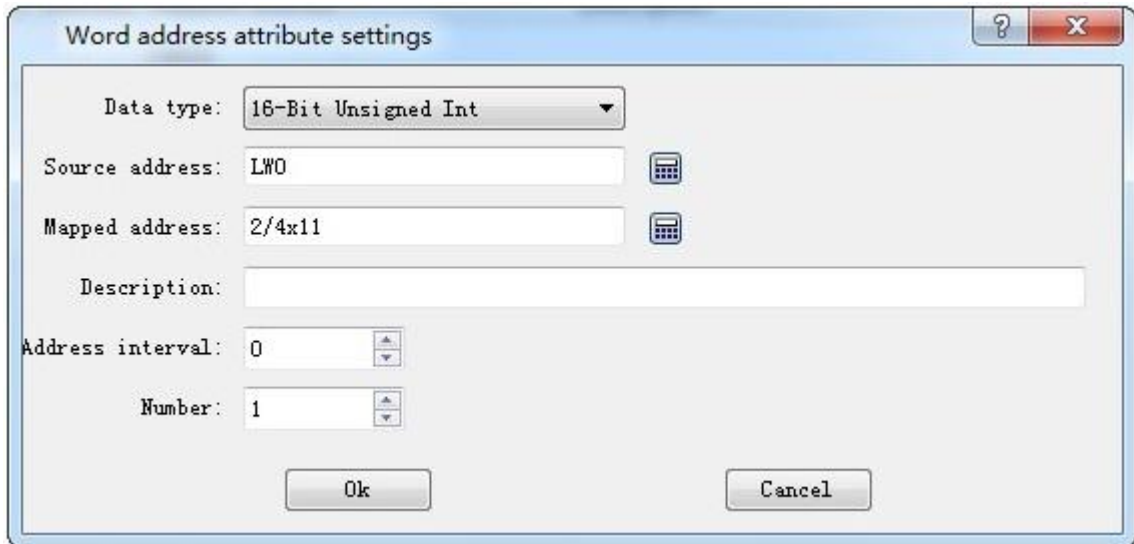 Word address attribute settings
Data type: 16-Bit Unsigned Int
Source address: LW0
Mapped address: 2/4x11
Description:
Address interval: 0
Number: 1
Ok Cancel